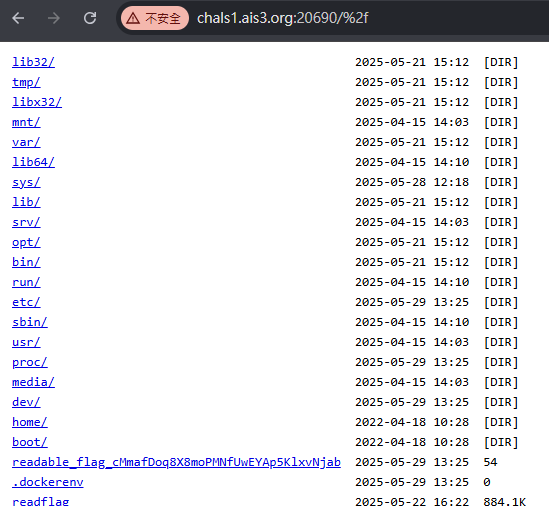 不安全 chals1.ais3.org:20690/%2f
lib32/ 2025-05-21 15:12 [DIR]
tmp/ 2025-05-21 15:12 [DIR]
libx32/ 2025-05-21 15:12 [DIR]
mnt/ 2025-04-15 14:03 [DIR]
var/ 2025-05-21 15:12 [DIR]
lib64/ 2025-04-15 14:10 [DIR]
sys/ 2025-05-28 12:18 [DIR]
lib/ 2025-05-21 15:12 [DIR]
srv/ 2025-04-15 14:03 [DIR]
opt/ 2025-05-21 15:12 [DIR]
bin/ 2025-05-21 15:12 [DIR]
run/ 2025-04-15 14:10 [DIR]
etc/ 2025-05-29 13:25 [DIR]
sbin/ 2025-04-15 14:10 [DIR]
usr/ 2025-04-15 14:03 [DIR]
proc/ 2025-05-29 13:25 [DIR]
media/ 2025-04-15 14:03 [DIR]
dev/ 2025-05-29 13:25 [DIR]
home/ 2022-04-18 10:28 [DIR]
boot/ 2022-04-18 10:28 [DIR]
readable_flag_cMmafDoq8X8moPMNfUwEYAp5KlxvNjab 2025-05-29 13:25 54
.dockerenv 2025-05-29 13:25 0
readflag 2025-05-22 16:22 884.1K